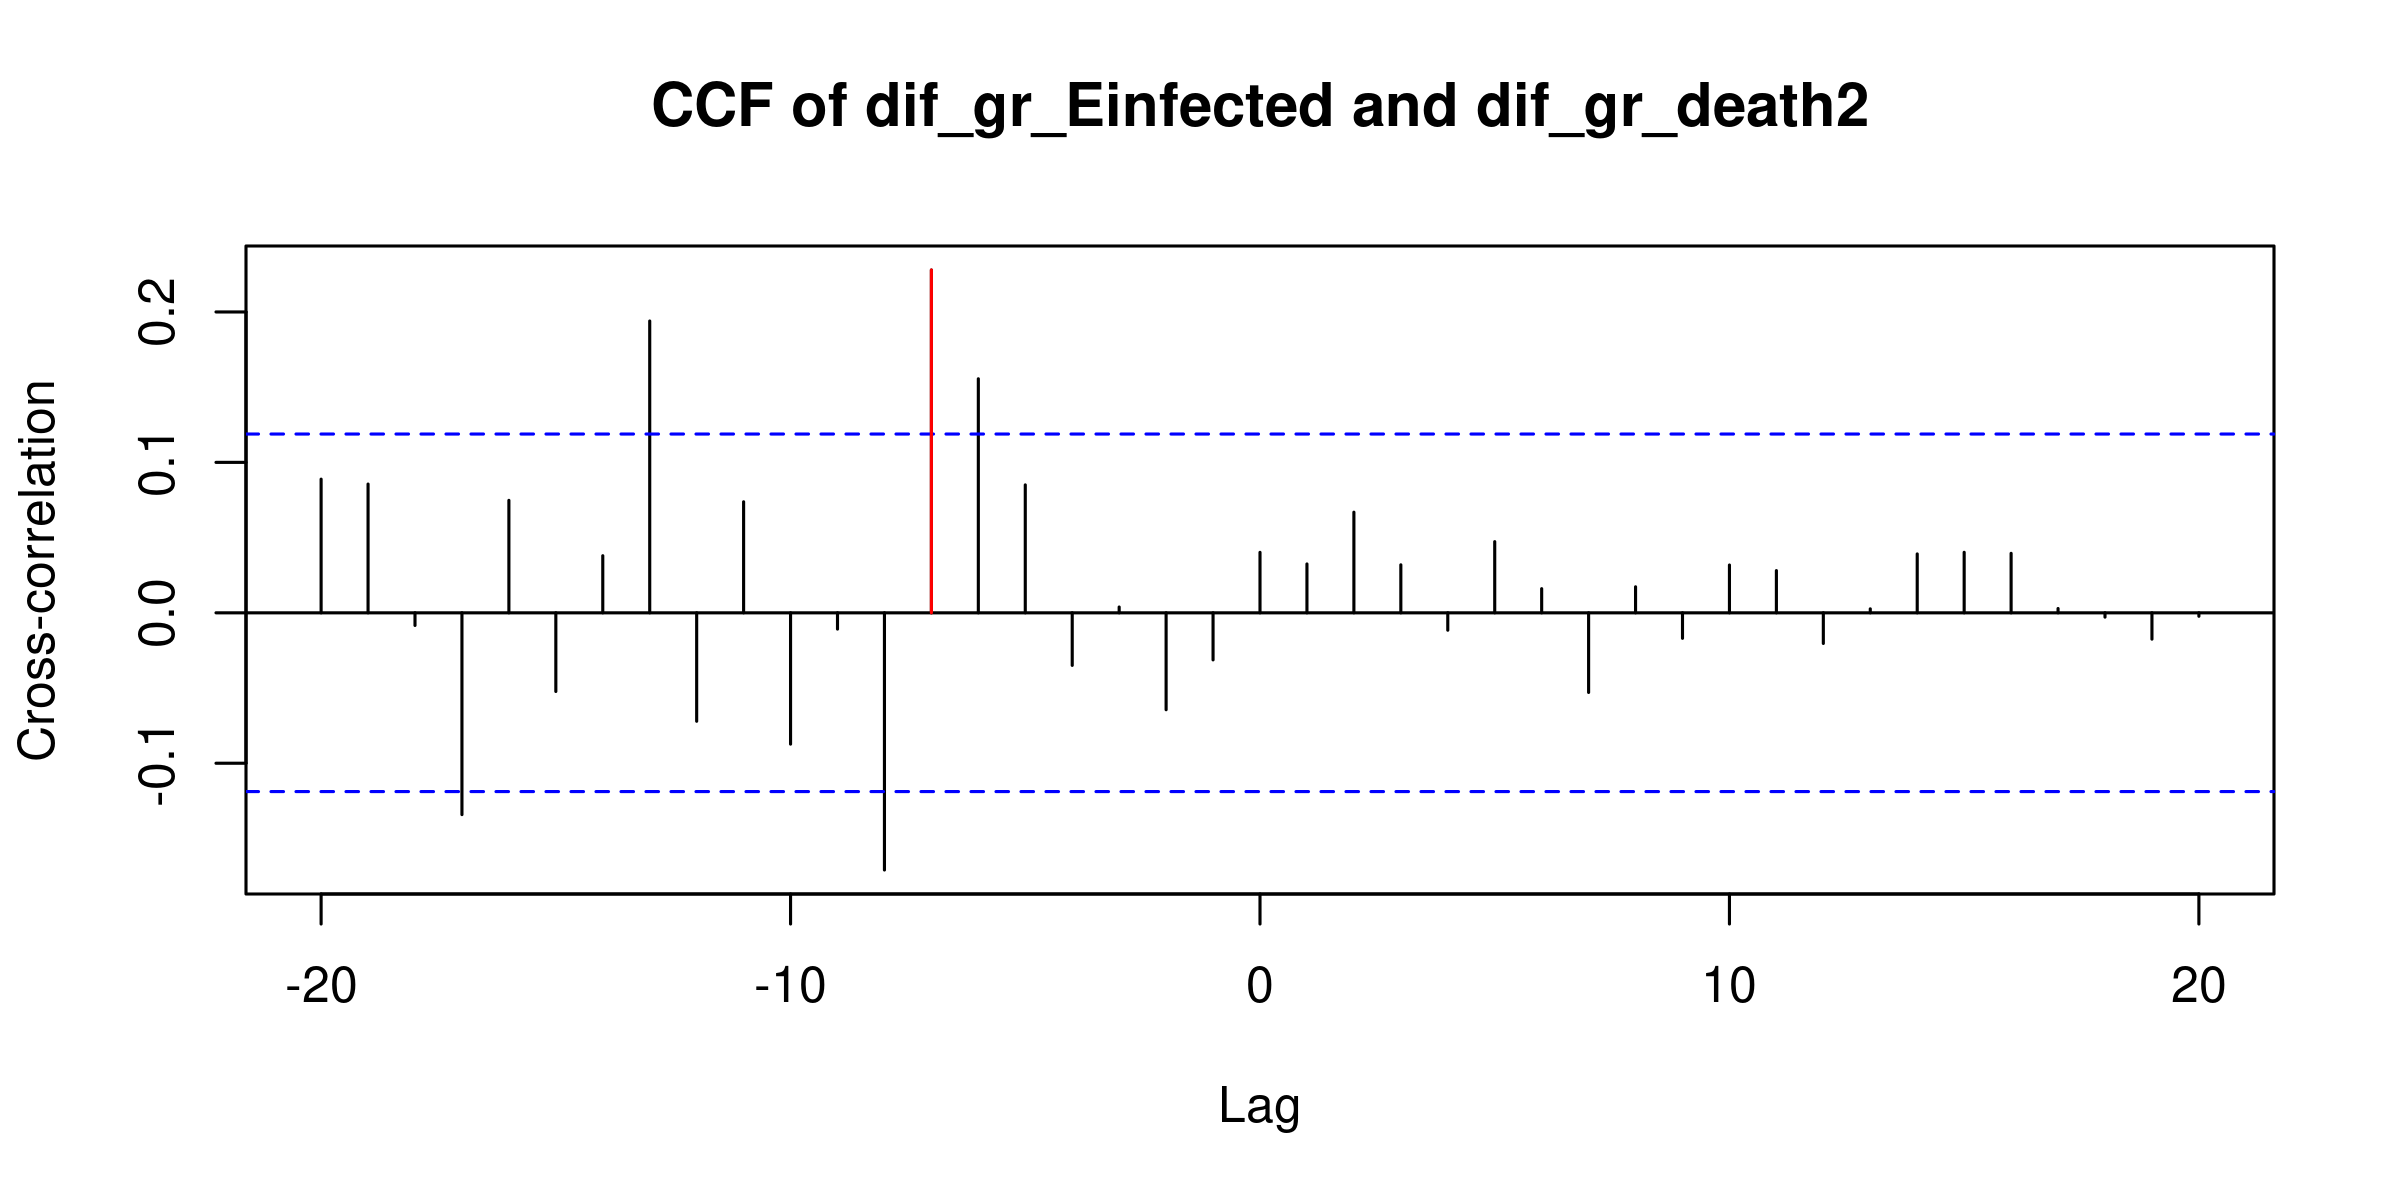 CCF of dif_gr_Einfected and dif_gr_death2
Cross-correlation
0.2
0.1
0.0
-0.1
-20 -10 0 10 20
Lag